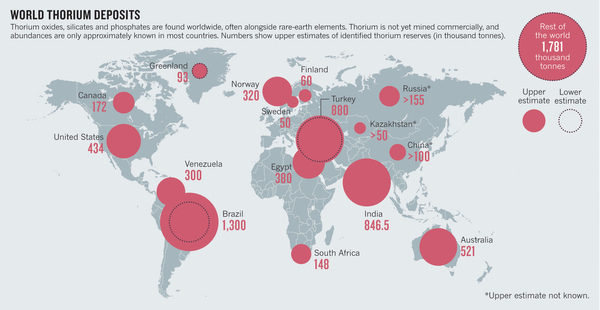 WORLD THORIUM DEPOSITS
Thorium oxides, silicates and phosphates are found worldwide, often alongside rare-earth elements. Thorium is not yet mined commercially, and
abundances are only approximately known in most countries. Numbers show upper estimates of identified thorium reserves (in thousand tonnes).
Rest of
the world
1,781
thousand
tonnes
Upper
estimate
Lower
estimate
Greenland
93
Canada
172
United States
434
Venezuela
300
Brazil
1,300
Norway
320
Finland
60
Sweden
50
Turkey
880
Russia*
>155
Kazakhstan*
>50
China*
>100
Egypt
380
India
846.5
South Africa
148
Australia
521
*Upper estimate not known.